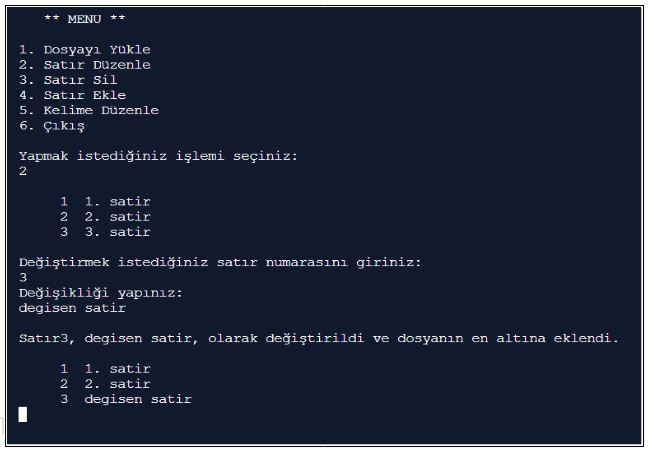 ** MENU **
1. Dosyayı Yükle
2. Satır Düzenle
3. Satır Sil
4. Satır Ekle
5. Kelime Düzenle
6. Çıkış
Yapmak istediğiniz işlemi seçiniz:
2
1 1. satir
2 2. satir
3 3. satir
Değiştirmek istediğiniz satır numarasını giriniz:
3
Değişikliği yapınız:
degisen satir
Satır3, degisen satir, olarak değiştirildi ve dosyanın en altına eklendi.
1 1. satir
2 2. satir
3 degisen satir